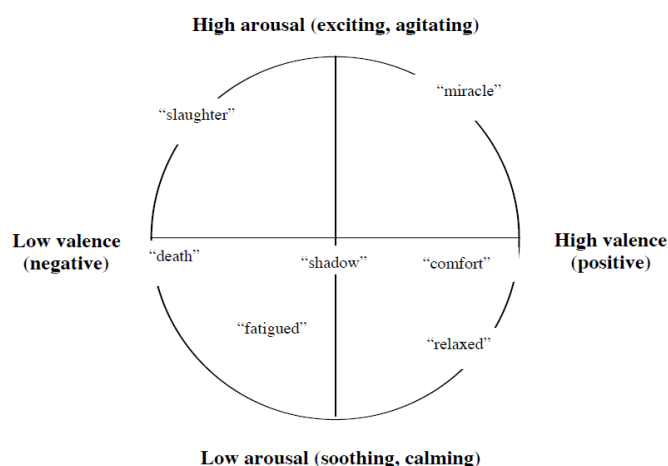 High arousal (exciting, agitating)
“miracle”
“slaughter”
Low valence
(negative)
High valence
(positive)
“death”
“shadow”
“comfort”
“fatigued”
“relaxed”
Low arousal (soothing, calming)